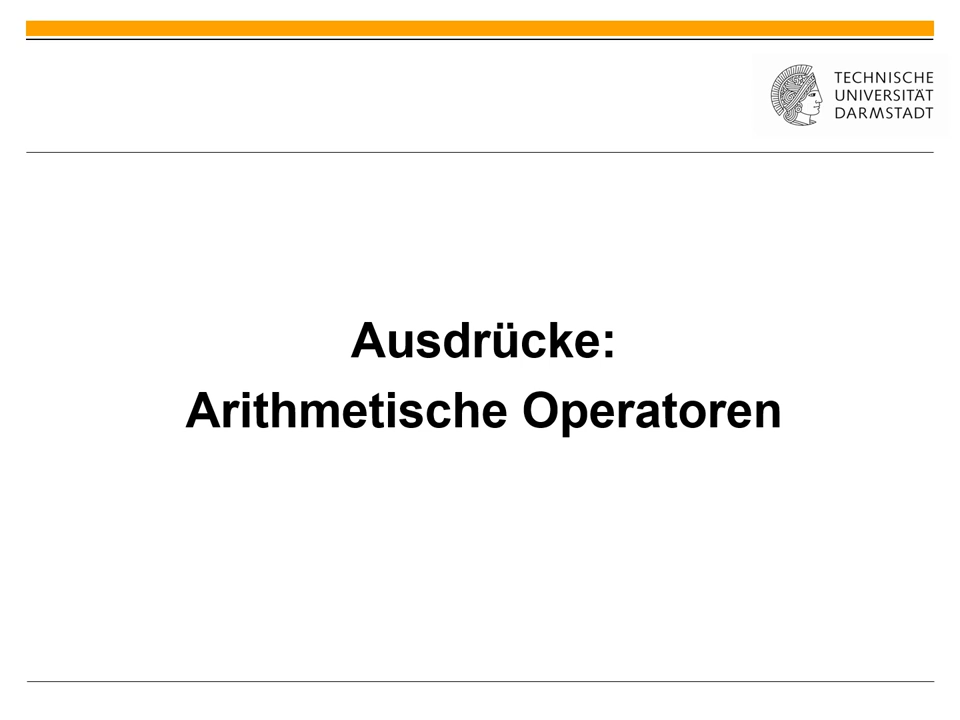 TECHNISCHE
UNIVERSITÄT
DARMSTADT
Ausdrücke:
Arithmetische Operatoren